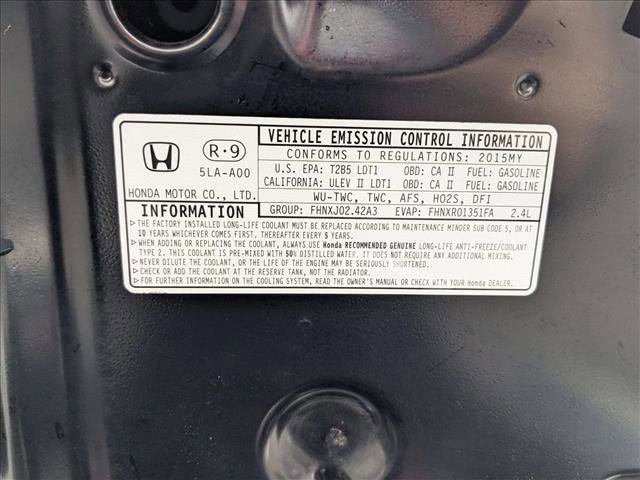 R·9
5LA-A00
HONDA MOTOR CO., LTD.
VEHICLE EMISSION CONTROL INFORMATION
CONFORMS TO REGULATIONS: 2015MY
U.S. EPA: T2B5 LDT1 OBD: CA II FUEL: GASOLINE
CALIFORNIA: ULEV II LDT1 OBD: CA II FUEL: GASOLINE
WU-TWC, TWC, AFS, HO2S, DFI
GROUP: FHNXJ02.42A3 EVAP: FHNXR01351FA 2.4L
INFORMATION
▷THE FACTORY INSTALLED LONG-LIFE COOLANT MUST BE REPLACED ACCORDING TO MAINTENANCE MINDER SUB CODE 5, OR AT
10 YEARS WHICHEVER COMES FIRST. SUBSEQUENTLY REPLACE EVERY 5 YEARS.
▷WHEN ADDING OR REPLACING THE COOLANT, ALWAYS USE Honda RECOMMENDED GENUINE LONG-LIFE ANTI-FREEZE/COOLANT
TYPE 2. THIS COOLANT IS PRE-MIXED WITH 50% DISTILLED WATER. IT DOES NOT REQUIRE ANY ADDITIONAL MIXING.
▷NEVER DILUTE THE COOLANT, OR THE LIFE OF THE ENGINE MAY BE SERIOUSLY SHORTENED.
▷CHECK OR ADD THE COOLANT AT THE RESERVE TANK, NOT THE RADIATOR.
▷FOR FURTHER INFORMATION ON THE COOLING SYSTEM, READ THE OWNER'S MANUAL OR CHECK WITH YOUR Honda DEALER.